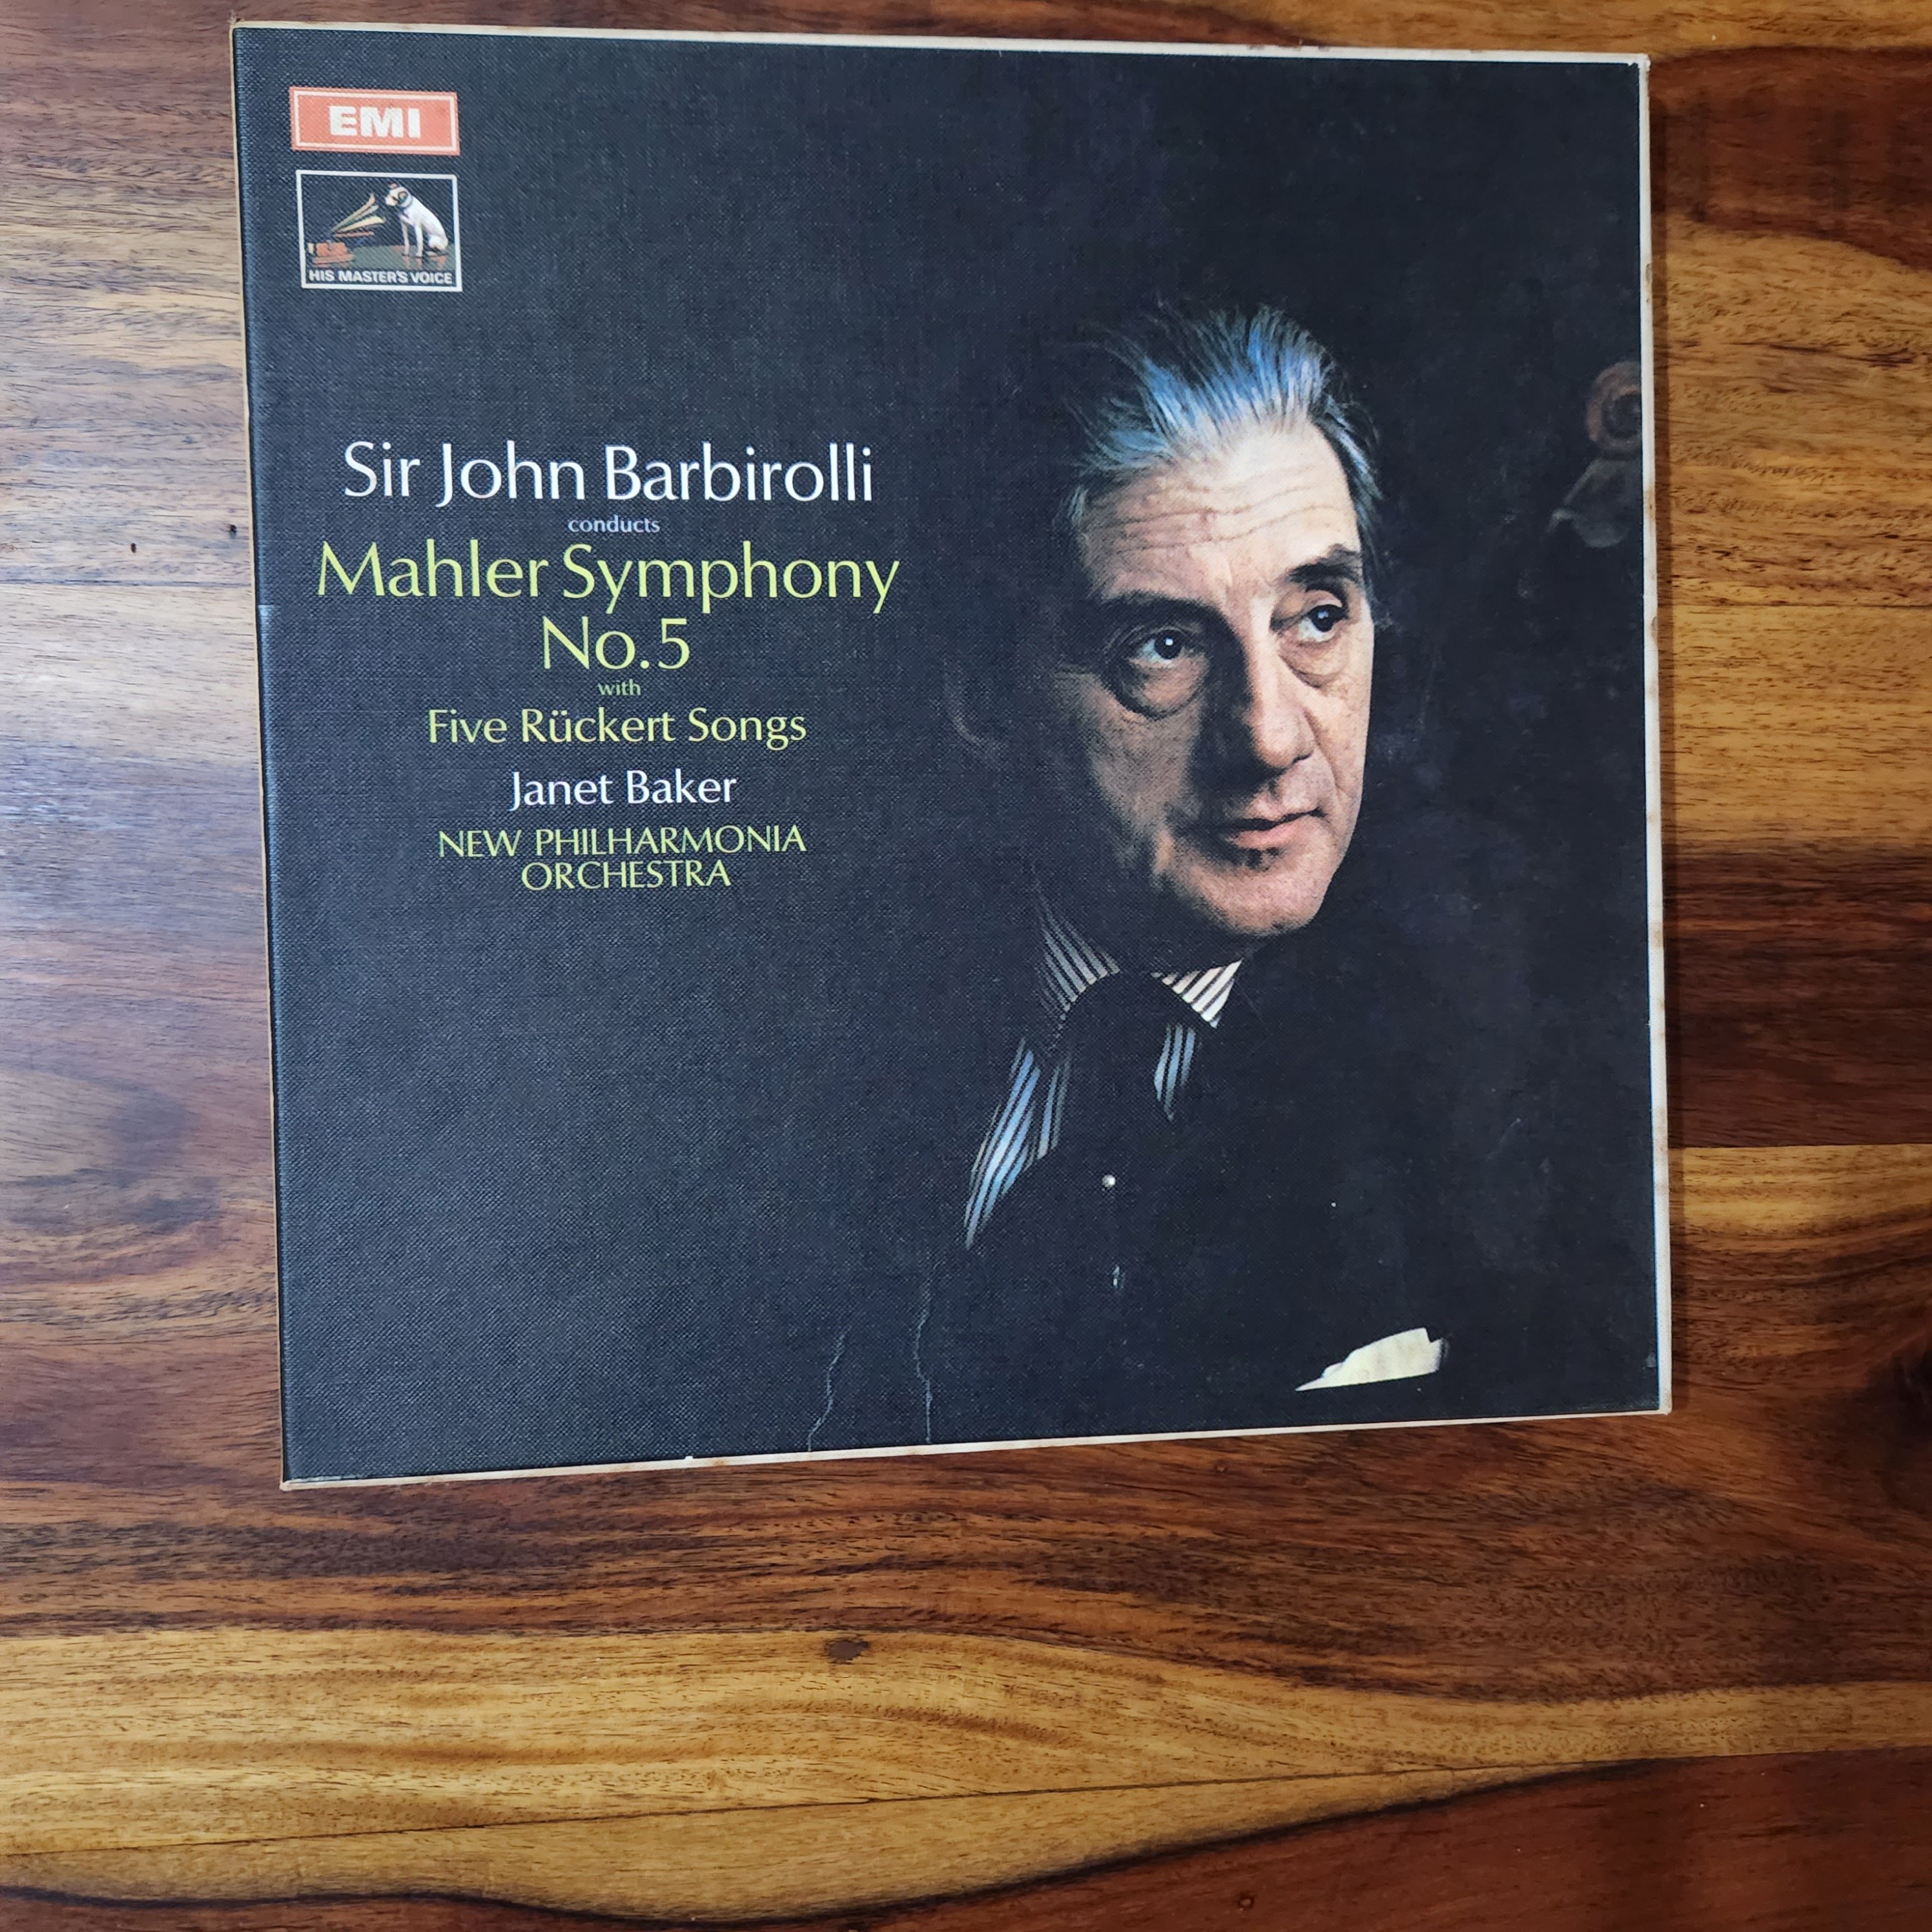 EMI
HIS MASTER'S VOICE
Sir John Barbirolli
conducts
Mahler Symphony
No.5
with
Five Rückert Songs
Janet Baker
NEW PHILHARMONIA
ORCHESTRA